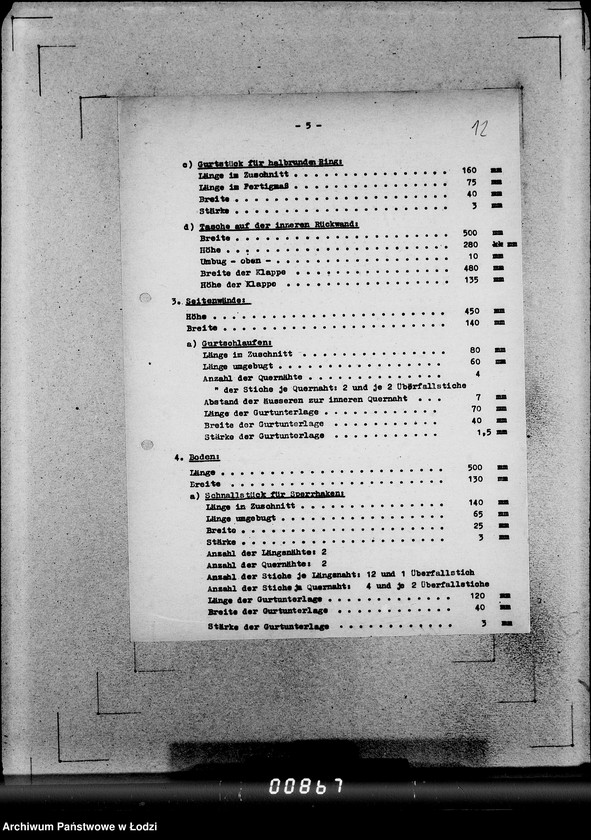 - 5 -
12
c) Gurtstück für halbrunden Ring:
Länge im Zuschnitt . . . . . . . . . . . . . . . . 160 mm
Länge im Fertigmaß . . . . . . . . . . . . . . . . 75 mm
Breite . . . . . . . . . . . . . . . . . . . . . . 40 mm
Stärke . . . . . . . . . . . . . . . . . . . . . . 3 mm
d) Tasche auf der inneren Rückwand:
Breite . . . . . . . . . . . . . . . . . . . . . . 500 mm
Höhe . . . . . . . . . . . . . . . . . . . . . . . 280 mm
Umbug - oben - . . . . . . . . . . . . . . . . . . 10 mm
Breite der Klappe . . . . . . . . . . . . . . . . 480 mm
Höhe der Klappe . . . . . . . . . . . . . . . . . 135 mm
3. Seitenwände:
Höhe . . . . . . . . . . . . . . . . . . . . . . . 450 mm
Breite . . . . . . . . . . . . . . . . . . . . . . 140 mm
a) Gurtschlaufen:
Länge im Zuschnitt . . . . . . . . . . . . . . 80 mm
Länge umgebugt . . . . . . . . . . . . . . . . 60 mm
Anzahl der Quernähte . . . . . . . . . . . . . 4
" der Stiche je Quernaht: 2 und je 2 Überfallstiche
Abstand der äusseren zur inneren Quernaht . . . 7 mm
Länge der Gurtunterlage . . . . . . . . . . . . 70 mm
Breite der Gurtunterlage . . . . . . . . . . . 40 mm
Stärke der Gurtunterlage . . . . . . . . . . . 1,5 mm
4. Boden:
Länge . . . . . . . . . . . . . . . . . . . . . . 500 mm
Breite . . . . . . . . . . . . . . . . . . . . . 130 mm
a) Schnallstück für Sperrhaken:
Länge im Zuschnitt . . . . . . . . . . . . . . 140 mm
Länge umgebugt . . . . . . . . . . . . . . . . 65 mm
Breite . . . . . . . . . . . . . . . . . . . . 25 mm
Stärke . . . . . . . . . . . . . . . . . . . . 3 mm
Anzahl der Längsnähte: 2
Anzahl der Quernähte: 2
Anzahl der Stiche je Längsnaht: 12 und 1 Überfallstich
Anzahl der Stiche je Quernaht: 4 und je 2 Überfallstiche
Länge der Gurtunterlage . . . . . . . . . . . . 120 mm
Breite der Gurtunterlage . . . . . . . . . . . 40 mm
Stärke der Gurtunterlage . . . . . . . . . . . 3 mm
00867
Archiwum Państwowe w Łodzi